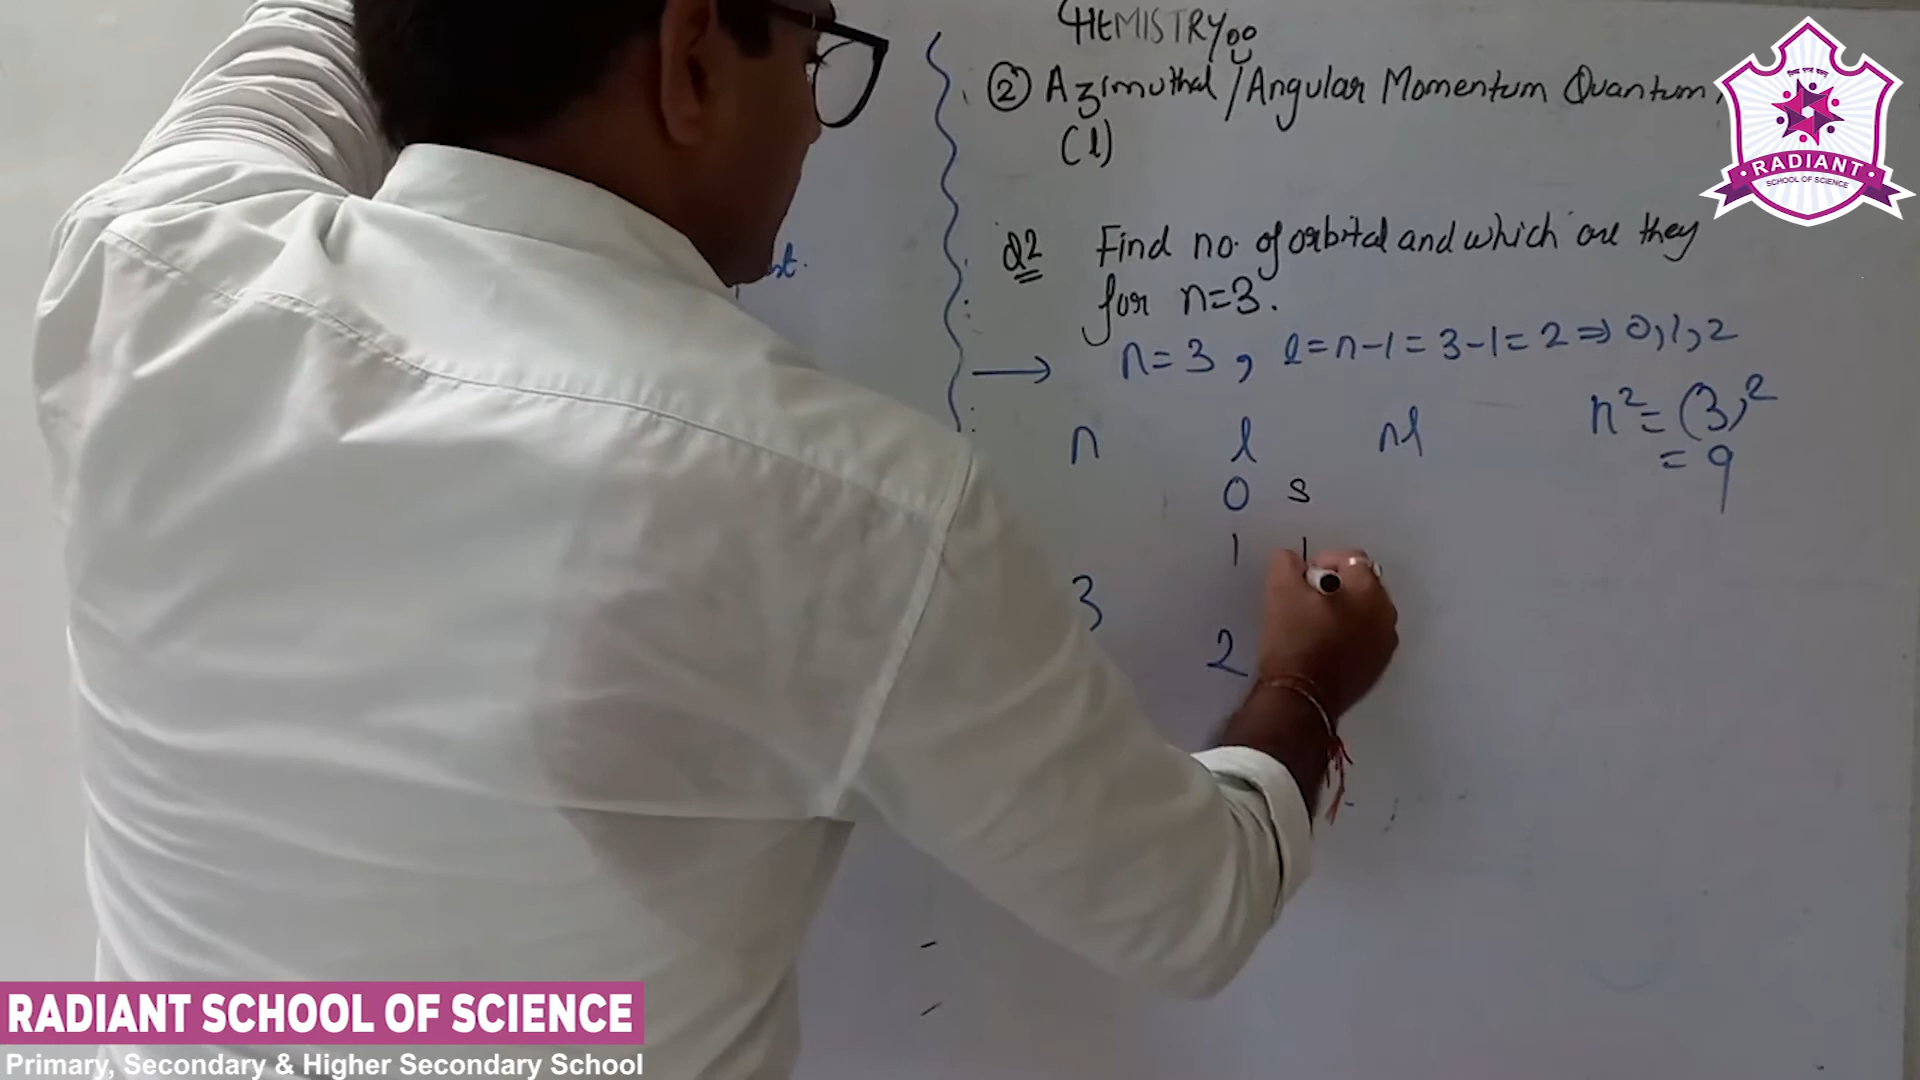 CHEMISTRY
② Azimuthal / Angular Momentum Quantum
(l)
Q2 Find no. of orbital and which are they
for n=3.
→ n=3, l=n-1=3-1=2⇒0,1,2
n l nl n²=(3)²
=9
0 s
1
3
2
RADIANT
SCHOOL OF SCIENCE
RADIANT SCHOOL OF SCIENCE
Primary, Secondary & Higher Secondary School